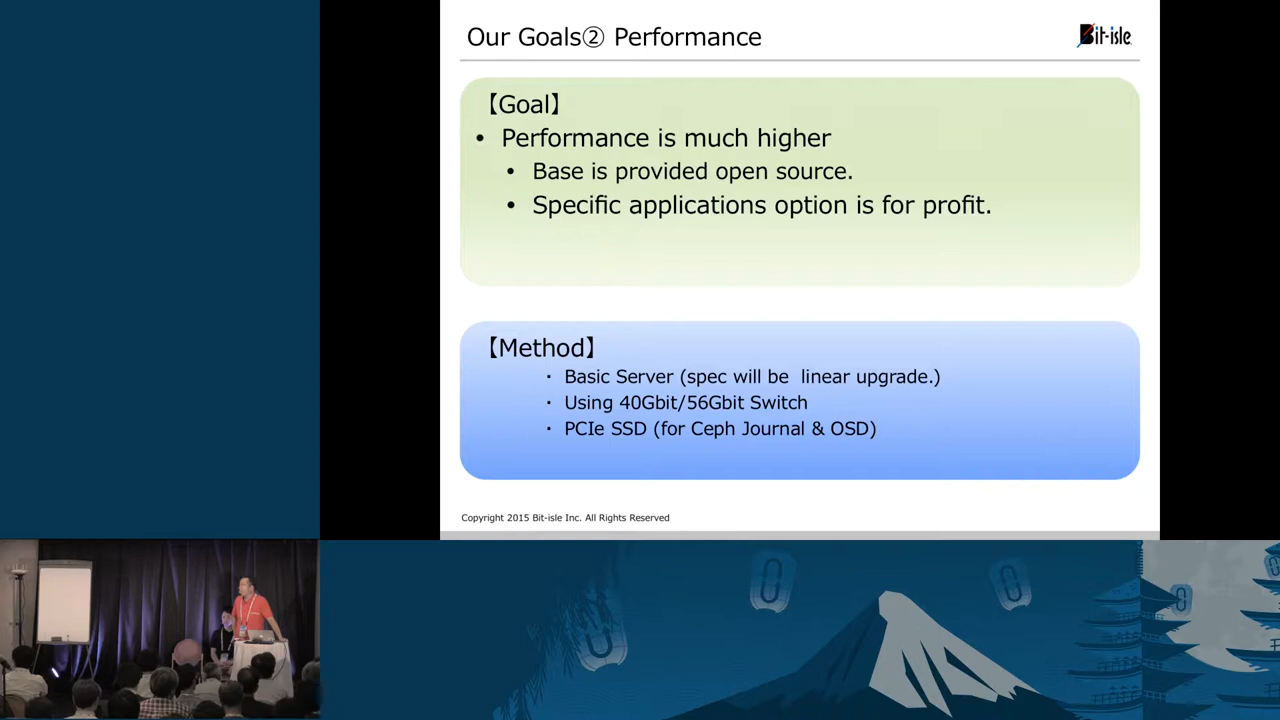 Our Goals② Performance
Bit-isle
【Goal】
• Performance is much higher
• Base is provided open source.
• Specific applications option is for profit.
【Method】
・ Basic Server (spec will be linear upgrade.)
・ Using 40Gbit/56Gbit Switch
・ PCIe SSD (for Ceph Journal & OSD)
Copyright 2015 Bit-isle Inc. All Rights Reserved